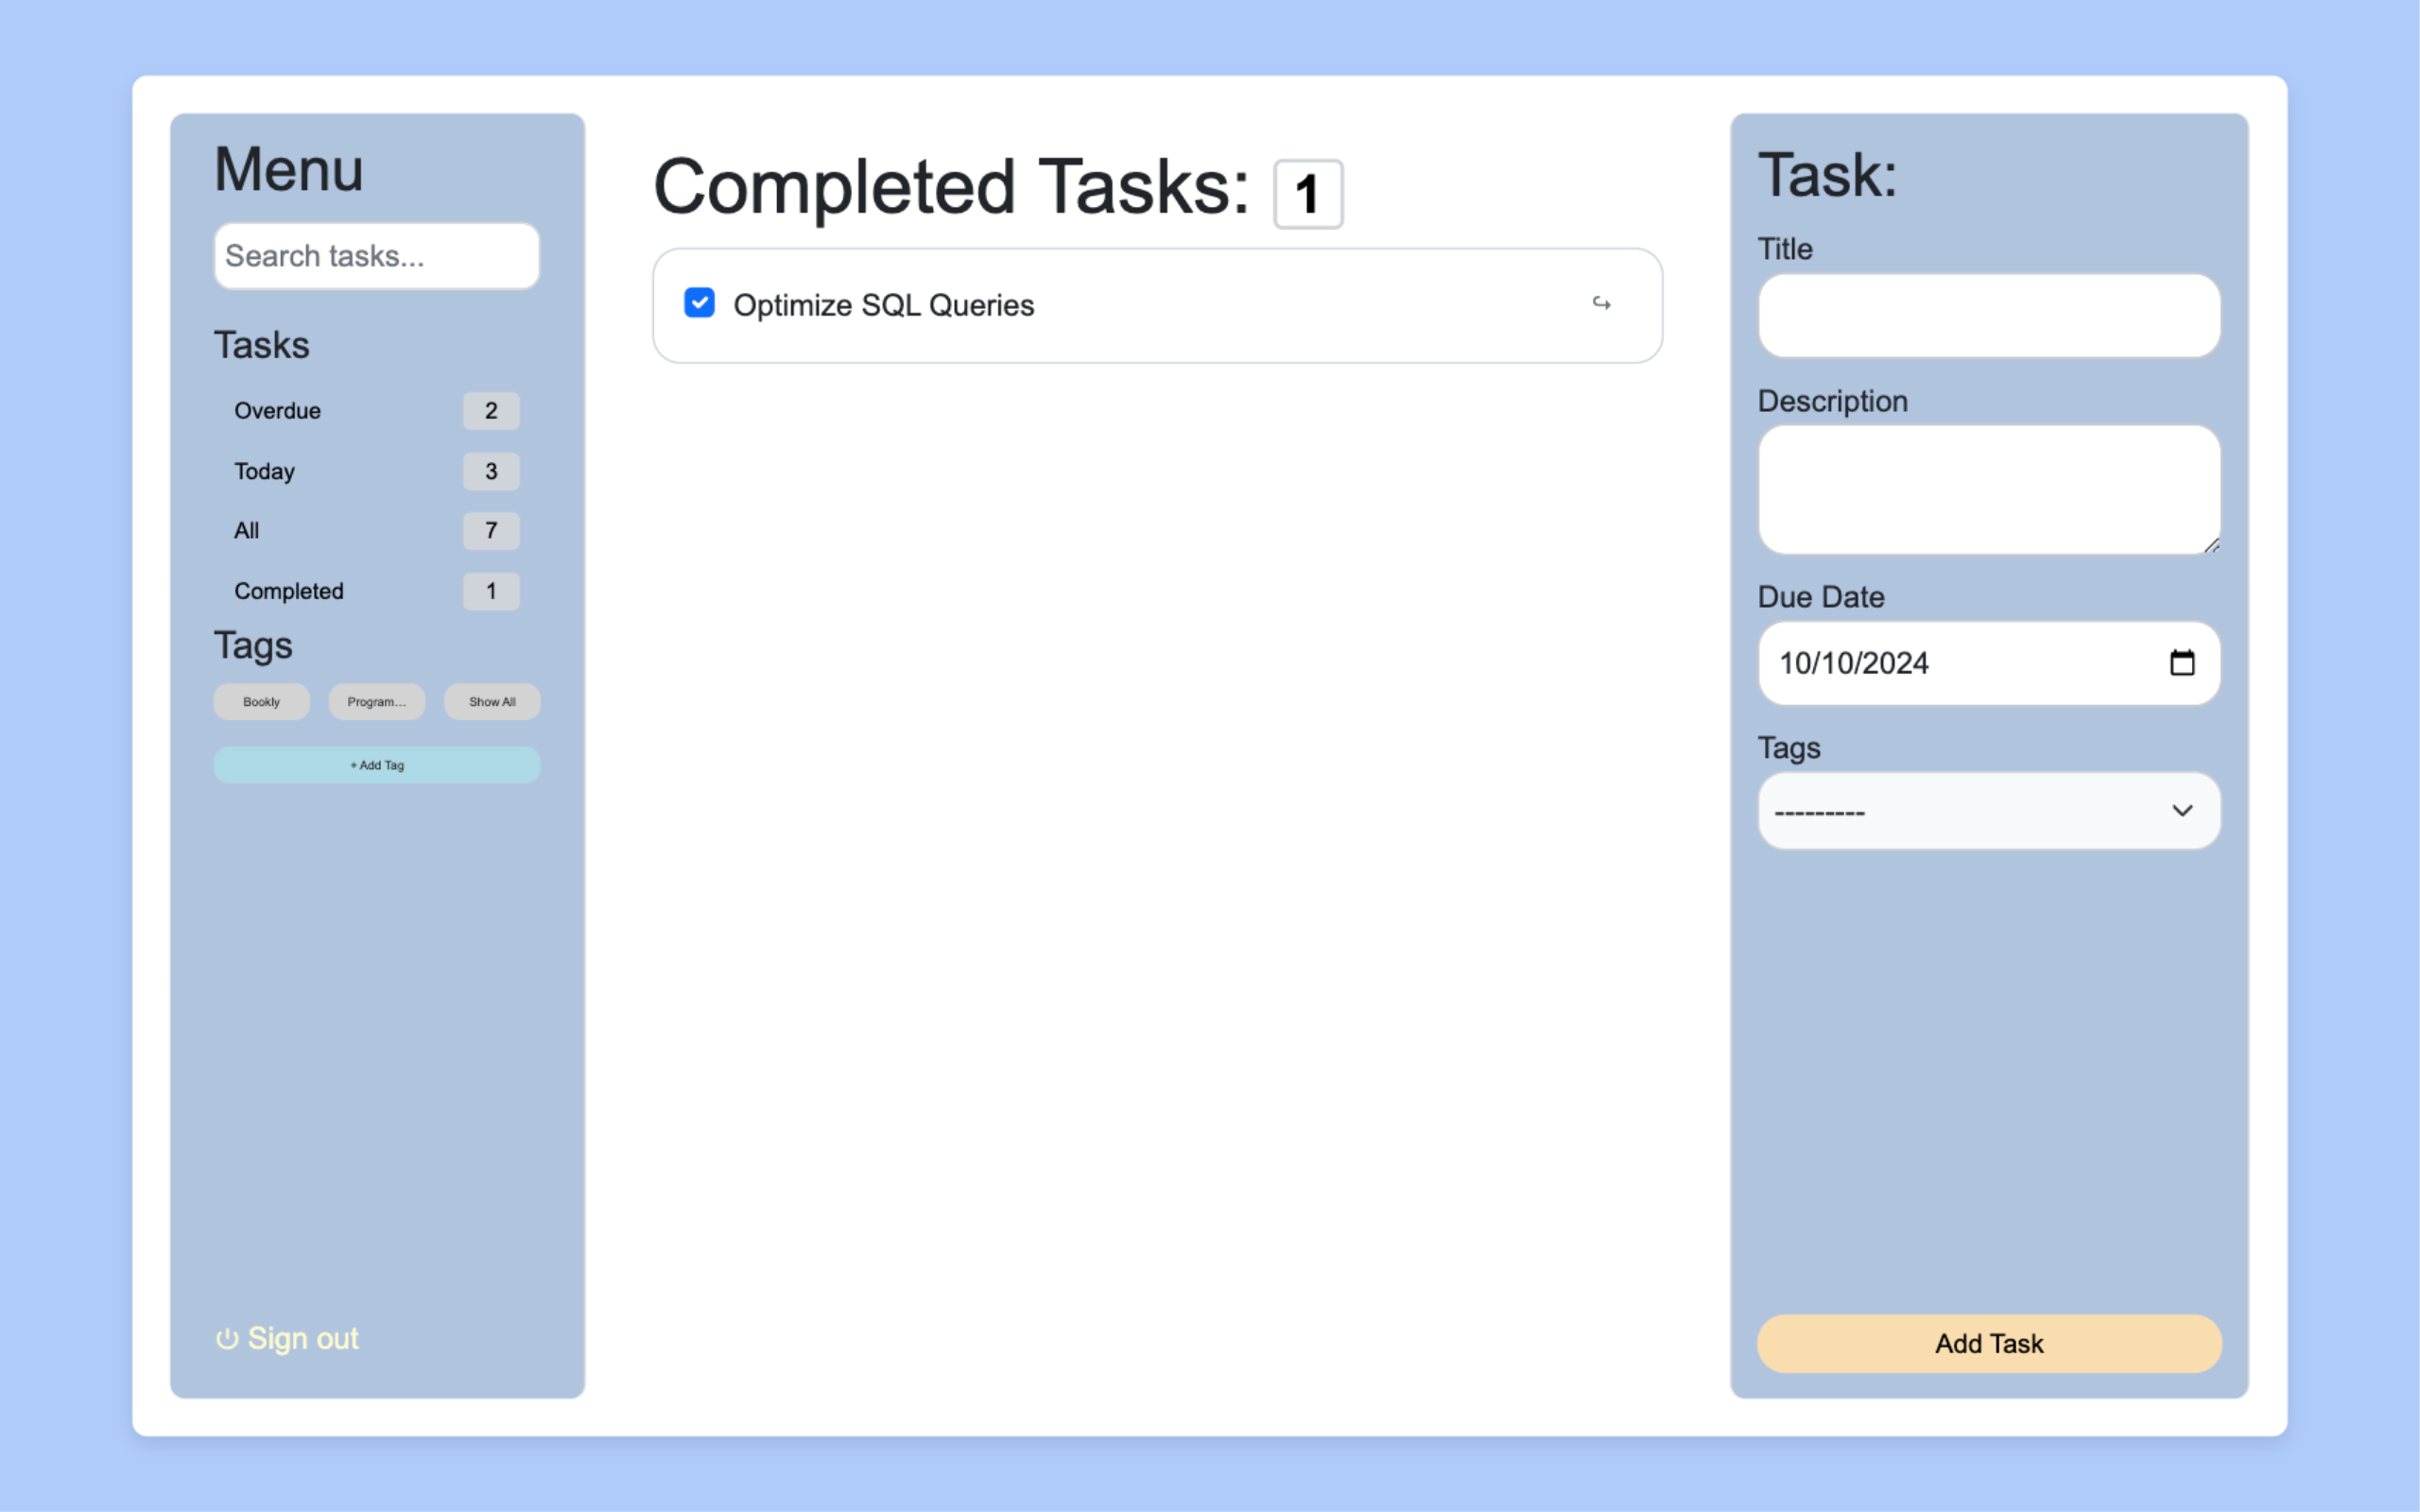 Menu
Search tasks...
Tasks
Overdue 2
Today 3
All 7
Completed 1
Tags
Bookly Program... Show All
+ Add Tag
Sign out
Completed Tasks: 1
Optimize SQL Queries
Task:
Title
Description
Due Date
10/10/2024
Tags
---------
Add Task